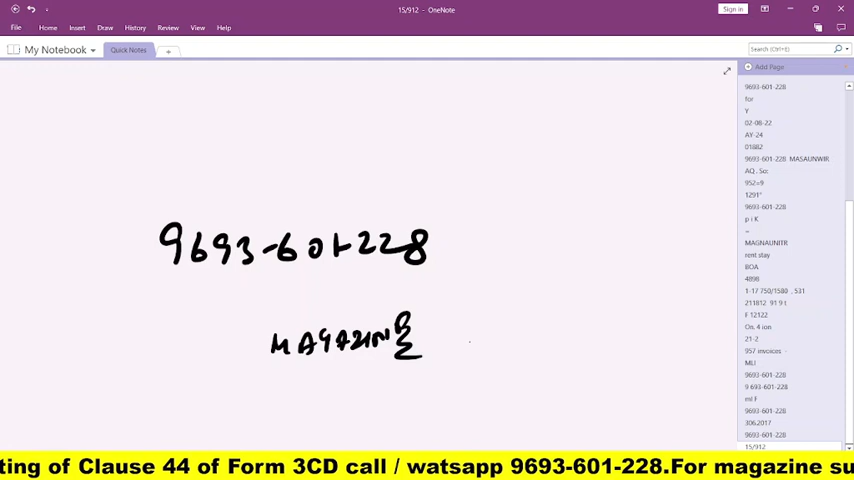 15/912 - OneNote
Sign in
File Home Insert Draw History Review View Help
My Notebook
Quick Notes
Search (Ctrl+E)
Add Page
9693-601-228
for
Y
02-08-22
AY-24
01882
9693-601-228 MASAUNWIR
AQ . So:
952=9
1291"
9693-601-228
p i K
=
MAGNAUNITR
rent stay
BOA
4898
1-17 750/1580 , 531
211812 91 9 t
F 12122
On. 4 ion
21-2
957 invoices -
MLI
9693-601-228
9 693-601-228
ml F
9693-601-228
306.2017
9693-601-228
15/912
9693-601-228
MAGAZINE
ting of Clause 44 of Form 3CD call / watsapp 9693-601-228.For magazine su